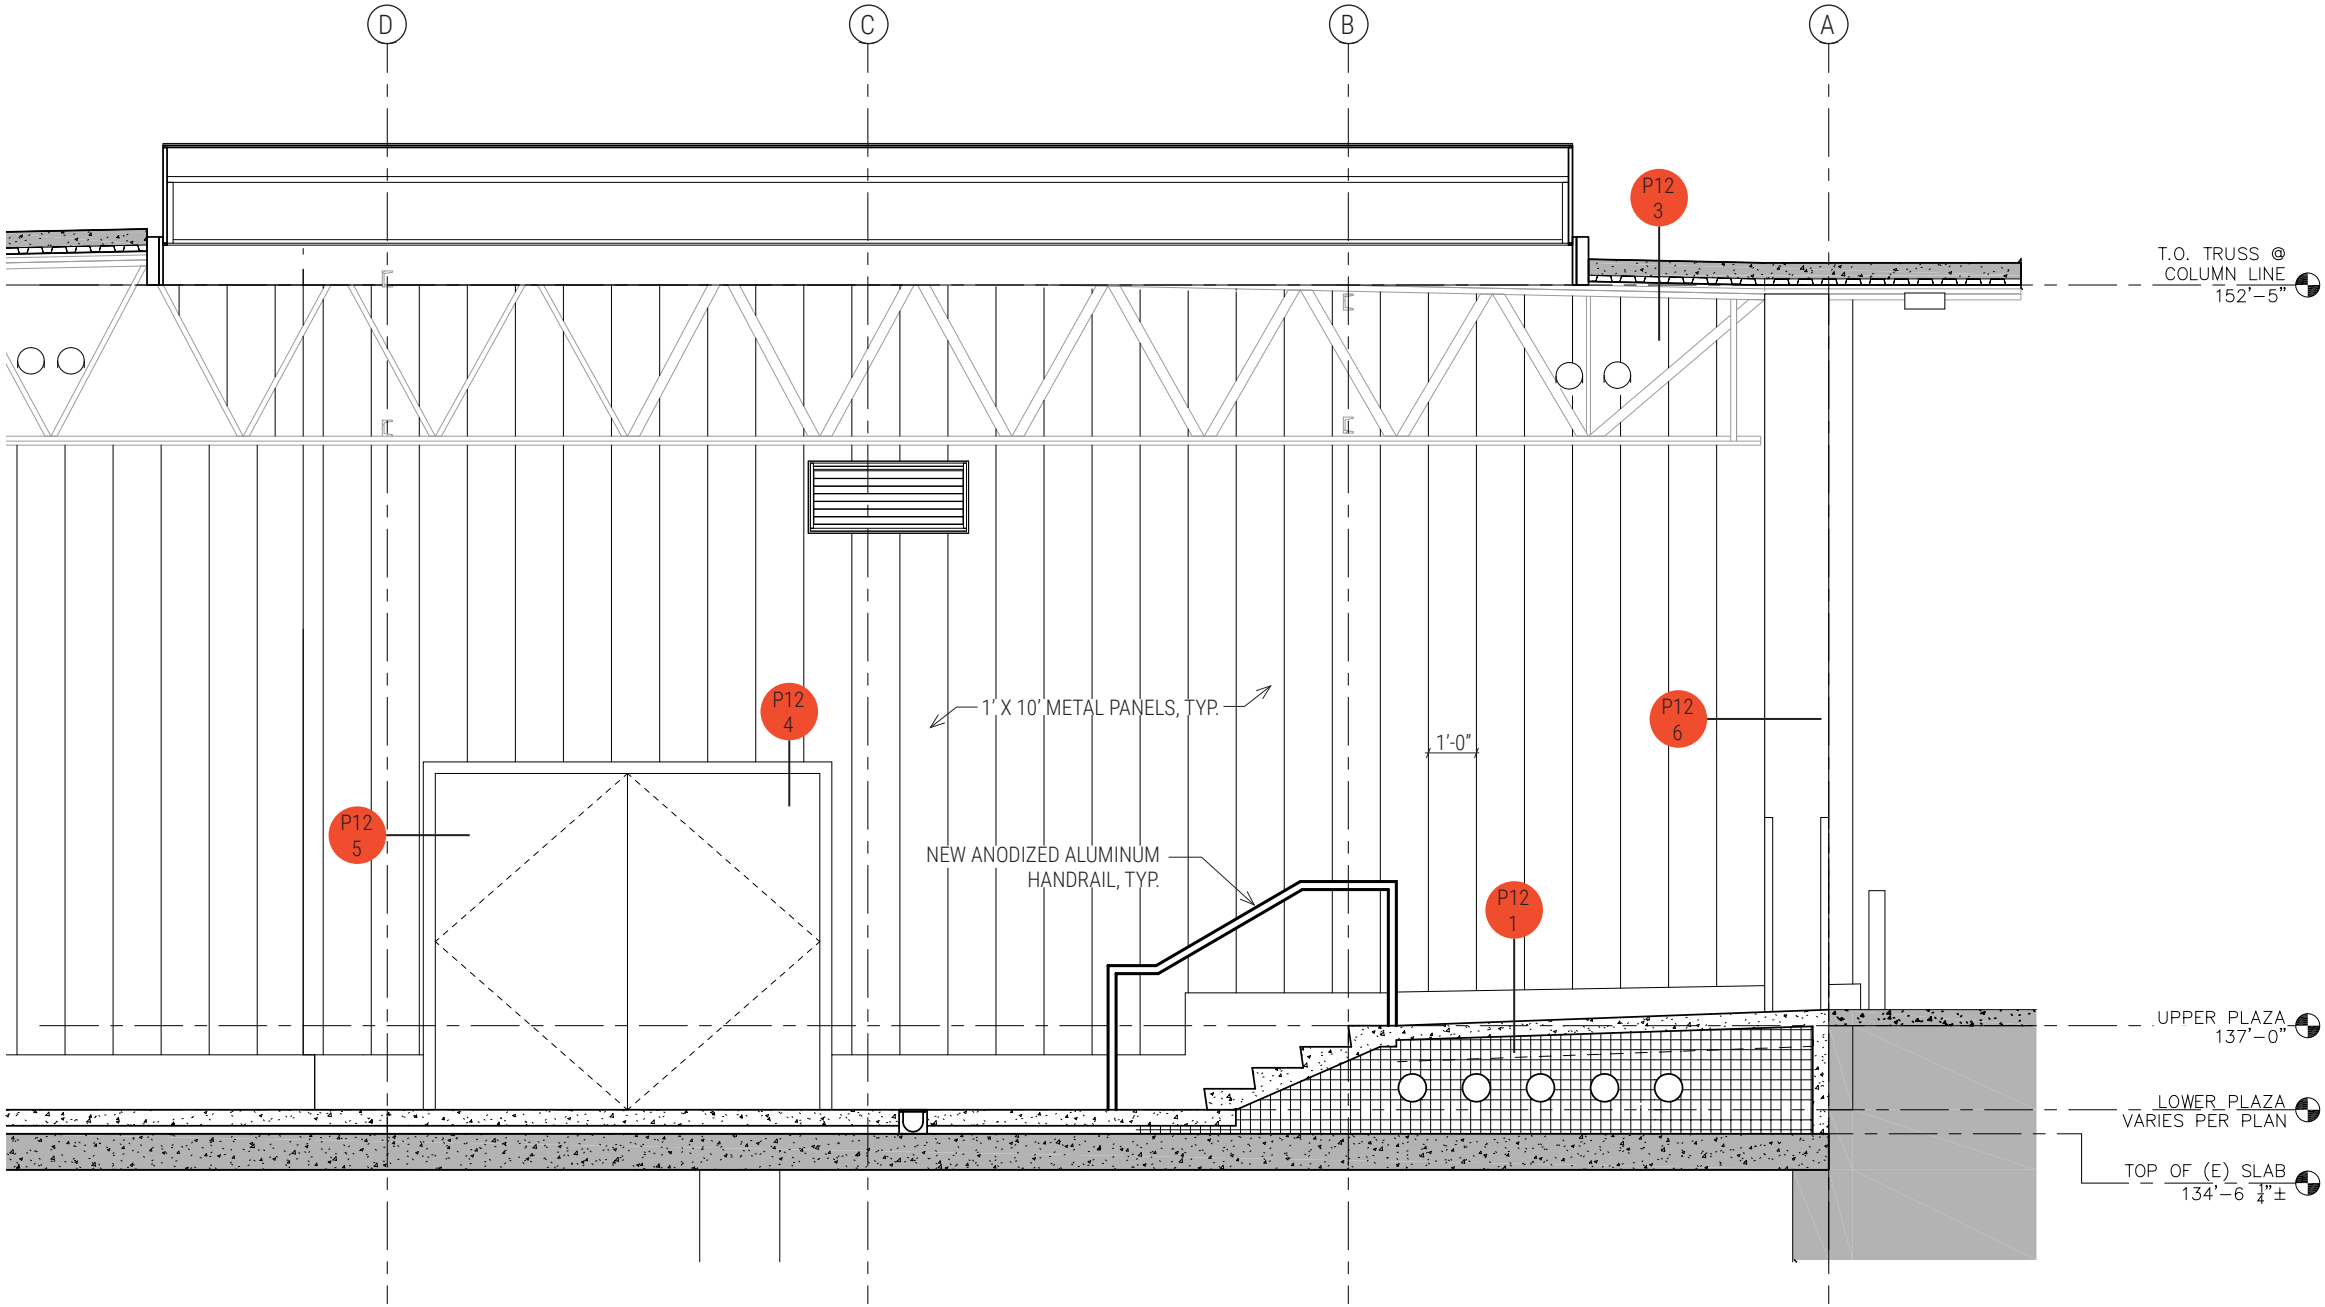 D
C
B
A
P12
3
T.O. TRUSS @
COLUMN LINE
152'-5"
P12
4
1' X 10' METAL PANELS, TYP.
P12
6
1'-0"
P12
5
NEW ANODIZED ALUMINUM
HANDRAIL, TYP.
P12
1
UPPER PLAZA
137'-0"
LOWER PLAZA
VARIES PER PLAN
TOP OF (E) SLAB
134'-6 1/4"±